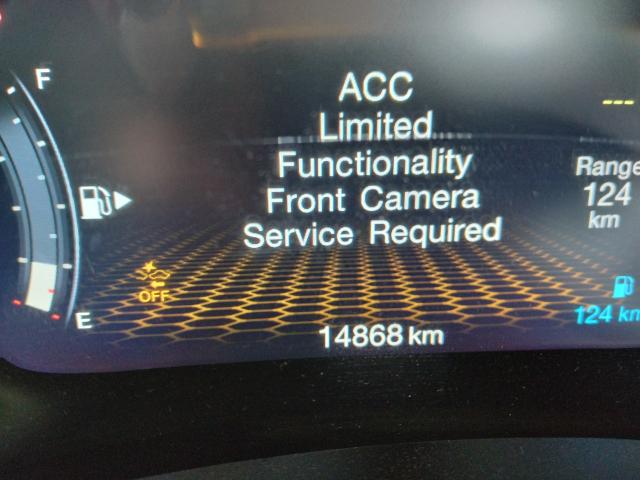 F
ACC
Limited
Functionality
Front Camera
Service Required
---
Range
124
km
OFF
E
14868 km
124 km